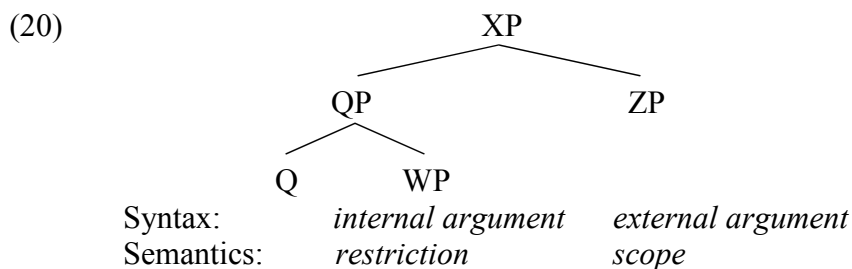 (20) XP
QP ZP
Q WP
Syntax: internal argument external argument
Semantics: restriction scope